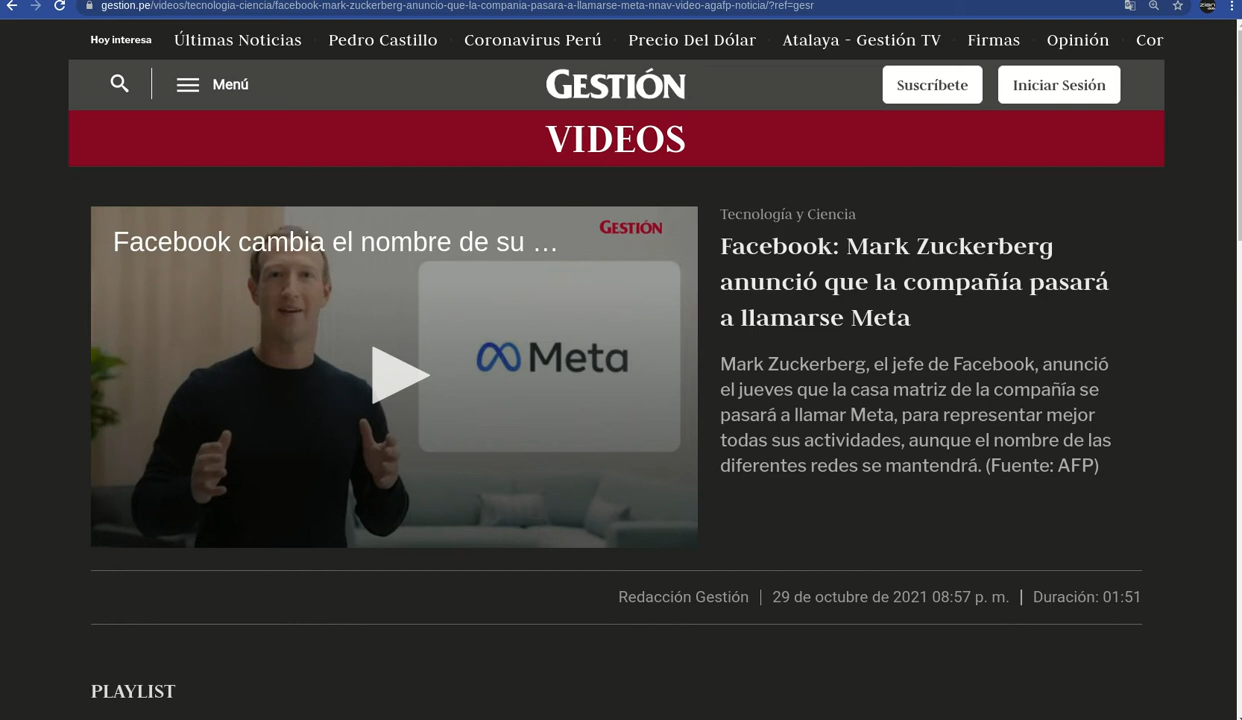 gestion.pe/videos/tecnologia-ciencia/facebook-mark-zuckerberg-anuncio-que-la-compania-pasara-a-llamarse-meta-nnav-video-agafp-noticia/?ref=gesr
Hoy interesa Últimas Noticias · Pedro Castillo · Coronavirus Perú · Precio Del Dólar · Atalaya - Gestión TV · Firmas · Opinión · Cor
Menú GESTIÓN Suscríbete Iniciar Sesión
VIDEOS
Facebook cambia el nombre de su …
GESTIÓN
Meta
Tecnología y Ciencia
Facebook: Mark Zuckerberg
anunció que la compañía pasará
a llamarse Meta
Mark Zuckerberg, el jefe de Facebook, anunció
el jueves que la casa matriz de la compañía se
pasará a llamar Meta, para representar mejor
todas sus actividades, aunque el nombre de las
diferentes redes se mantendrá. (Fuente: AFP)
Redacción Gestión | 29 de octubre de 2021 08:57 p. m. | Duración: 01:51
PLAYLIST